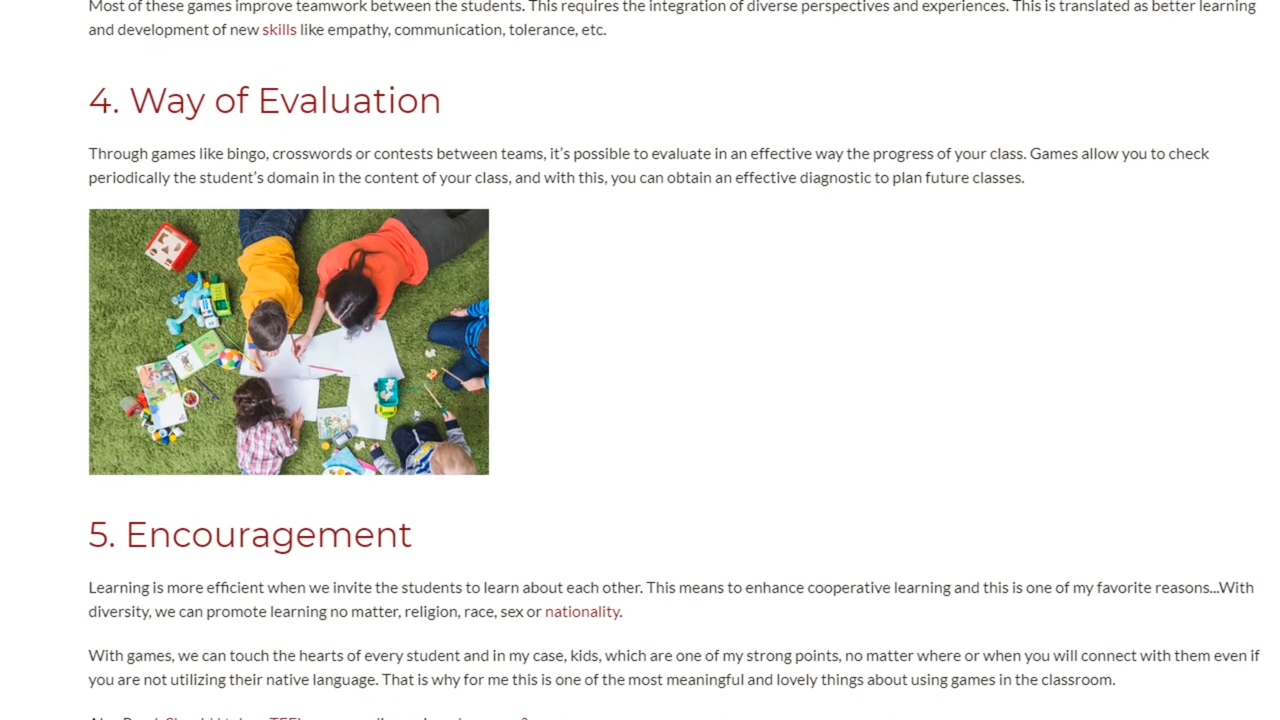 Most of these games improve teamwork between the students. This requires the integration of diverse perspectives and experiences. This is translated as better learning
and development of new skills like empathy, communication, tolerance, etc.
4. Way of Evaluation
Through games like bingo, crosswords or contests between teams, it’s possible to evaluate in an effective way the progress of your class. Games allow you to check
periodically the student’s domain in the content of your class, and with this, you can obtain an effective diagnostic to plan future classes.
5. Encouragement
Learning is more efficient when we invite the students to learn about each other. This means to enhance cooperative learning and this is one of my favorite reasons...With
diversity, we can promote learning no matter, religion, race, sex or nationality.
With games, we can touch the hearts of every student and in my case, kids, which are one of my strong points, no matter where or when you will connect with them even if
you are not utilizing their native language. That is why for me this is one of the most meaningful and lovely things about using games in the classroom.